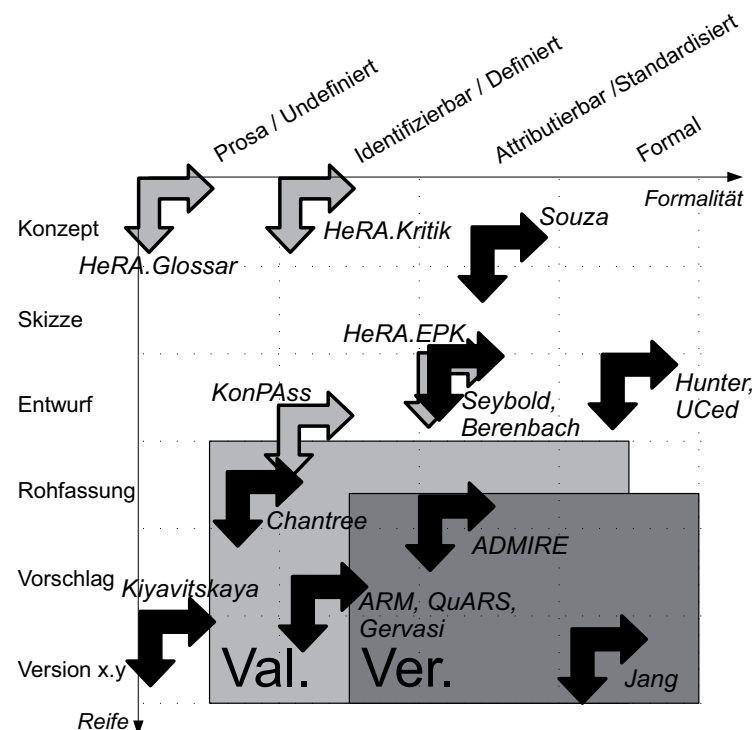 Prosa / Undefiniert
Identifizierbar / Definiert
Attributierbar /Standardisiert
Formal
Formalität
Konzept
HeRA.Glossar
HeRA.Kritik
Souza
Skizze
HeRA.EPK
Entwurf
KonPAss
Seybold,
Berenbach
Hunter,
UCed
Rohfassung
Chantree
ADMIRE
Vorschlag
Kiyavitskaya
ARM, QuARS,
Gervasi
Version x.y
Val.
Ver.
Jang
Reife